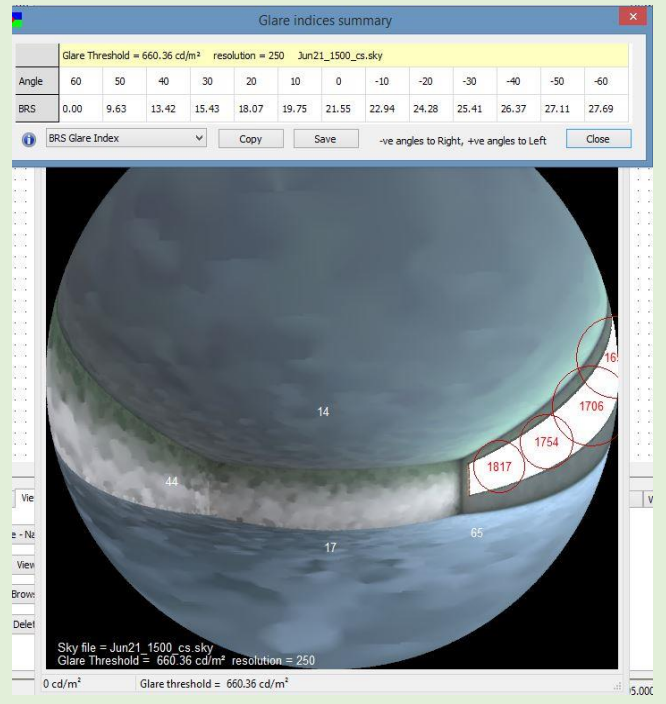 Glare indices summary
Glare Threshold = 660.36 cd/m² resolution = 250 Jun21_1500_cs.sky
Angle 60 50 40 30 20 10 0 -10 -20 -30 -40 -50 -60
BRS 0.00 9.63 13.42 15.43 18.07 19.75 21.55 22.94 24.28 25.41 26.37 27.11 27.69
BRS Glare Index Copy Save -ve angles to Right, +ve angles to Left Close
1706
14
1754
1817
44
Vie
65
17
View
Brows
Delet
Sky file = Jun21_1500_cs.sky
Glare Threshold = 660.36 cd/m² resolution = 250
0 cd/m² Glare threshold = 660.36 cd/m²